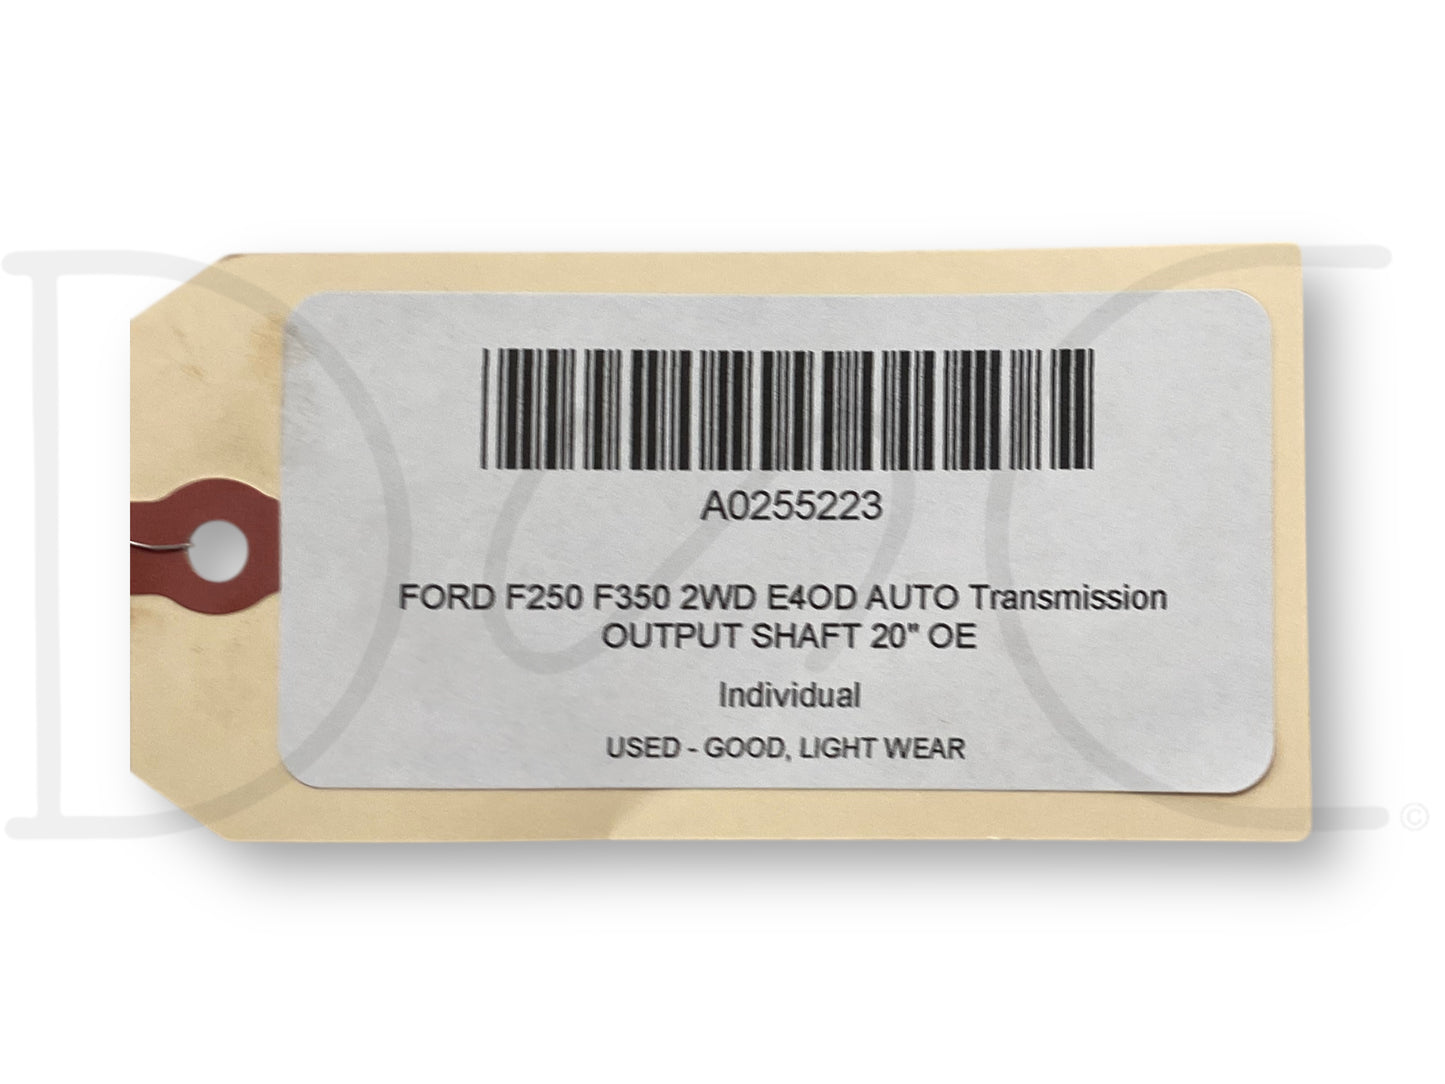 A0255223
FORD F250 F350 2WD E4OD AUTO Transmission
OUTPUT SHAFT 20" OE
Individual
USED - GOOD, LIGHT WEAR
©